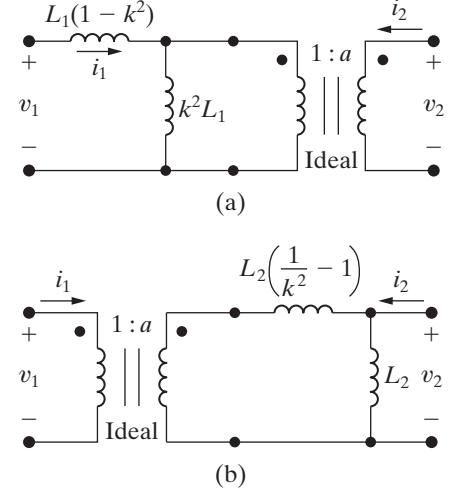 L₁(1 − k²)
i₂
+
i₁
1 : a
+
v₁
k²L₁
v₂
−
Ideal
−
(a)
L₂(1/k² − 1)
i₁
i₂
+
1 : a
+
v₁
L₂
v₂
−
Ideal
−
(b)